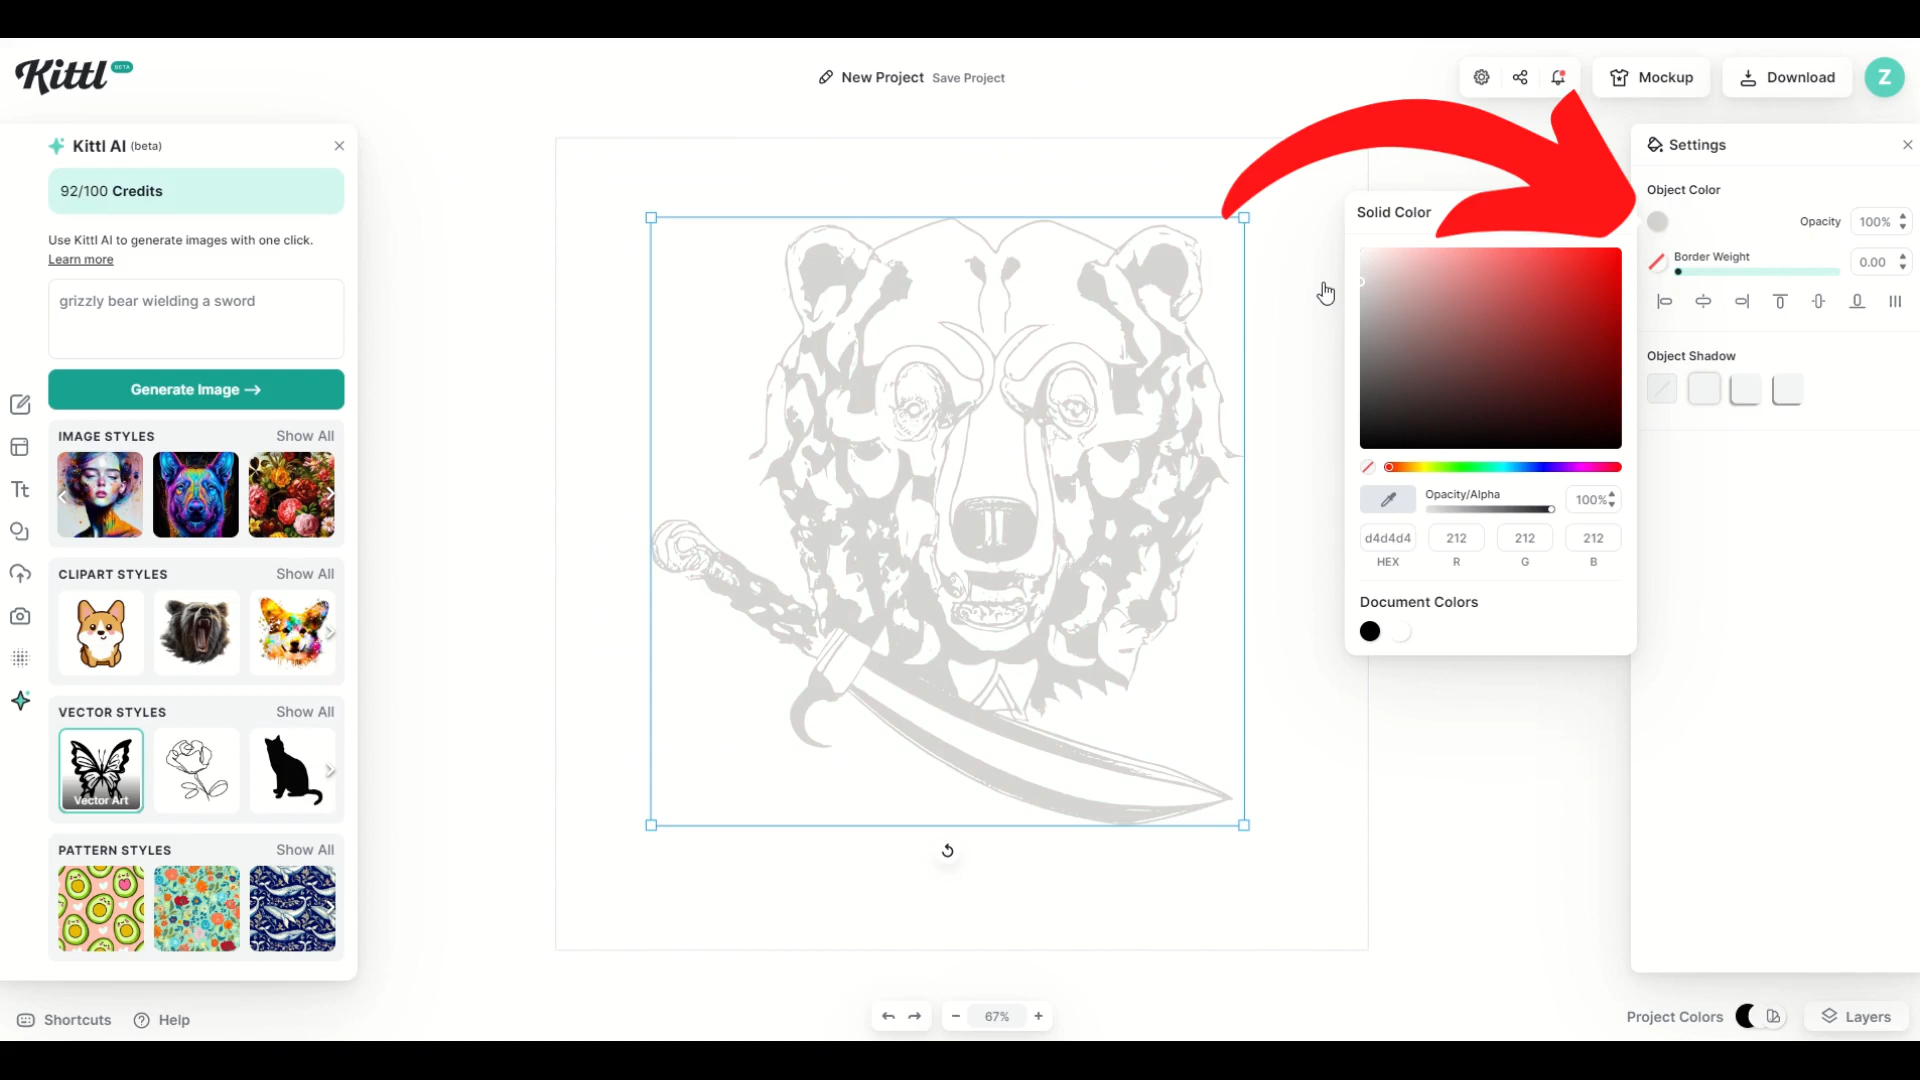 Kittl BETA
New Project Save Project
Mockup
Download
Z
Kittl AI (beta)
92/100 Credits
Use Kittl AI to generate images with one click.
Learn more
grizzly bear wielding a sword
Generate Image →
IMAGE STYLES Show All
CLIPART STYLES Show All
VECTOR STYLES Show All
Vector Art
PATTERN STYLES Show All
Tt
Shortcuts
Help
67%
Solid Color
Opacity/Alpha
100%
d4d4d4 212 212 212
HEX R G B
Document Colors
Settings
Object Color
Opacity 100%
Border Weight
0.00
Object Shadow
Project Colors
Layers